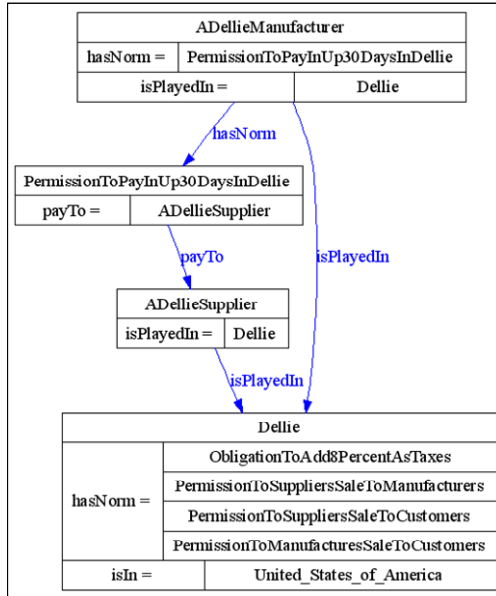 ADellieManufacturer
hasNorm = PermissionToPayInUp30DaysInDellie
isPlayedIn = Dellie
hasNorm
PermissionToPayInUp30DaysInDellie
payTo = ADellieSupplier
isPlayedIn
payTo
ADellieSupplier
isPlayedIn = Dellie
isPlayedIn
Dellie
ObligationToAdd8PercentAsTaxes
PermissionToSuppliersSaleToManufacturers
hasNorm =
PermissionToSuppliersSaleToCustomers
PermissionToManufacturesSaleToCustomers
isIn = United_States_of_America